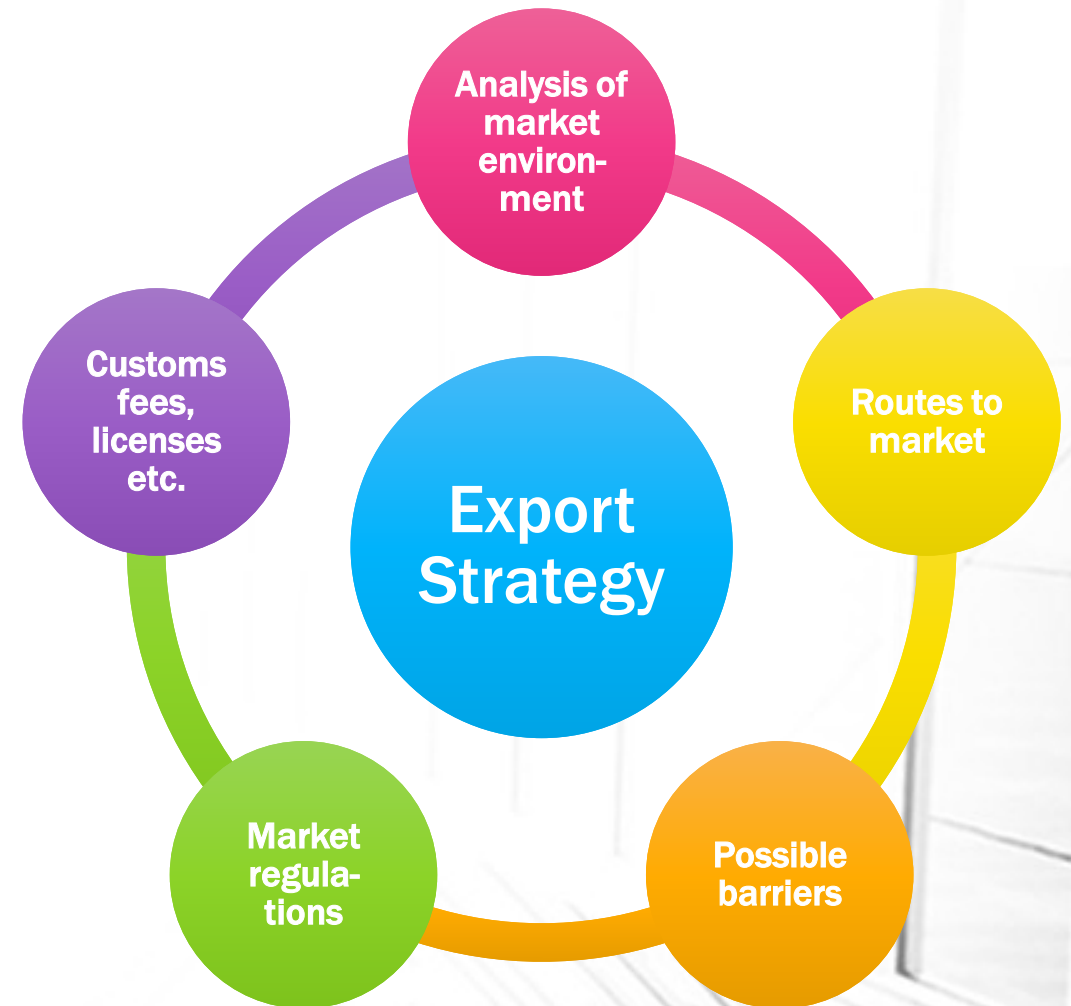 Analysis of
market
environ-
ment
Routes to
market
Possible
barriers
Market
regula-
tions
Customs
fees,
licenses
etc.
Export
Strategy